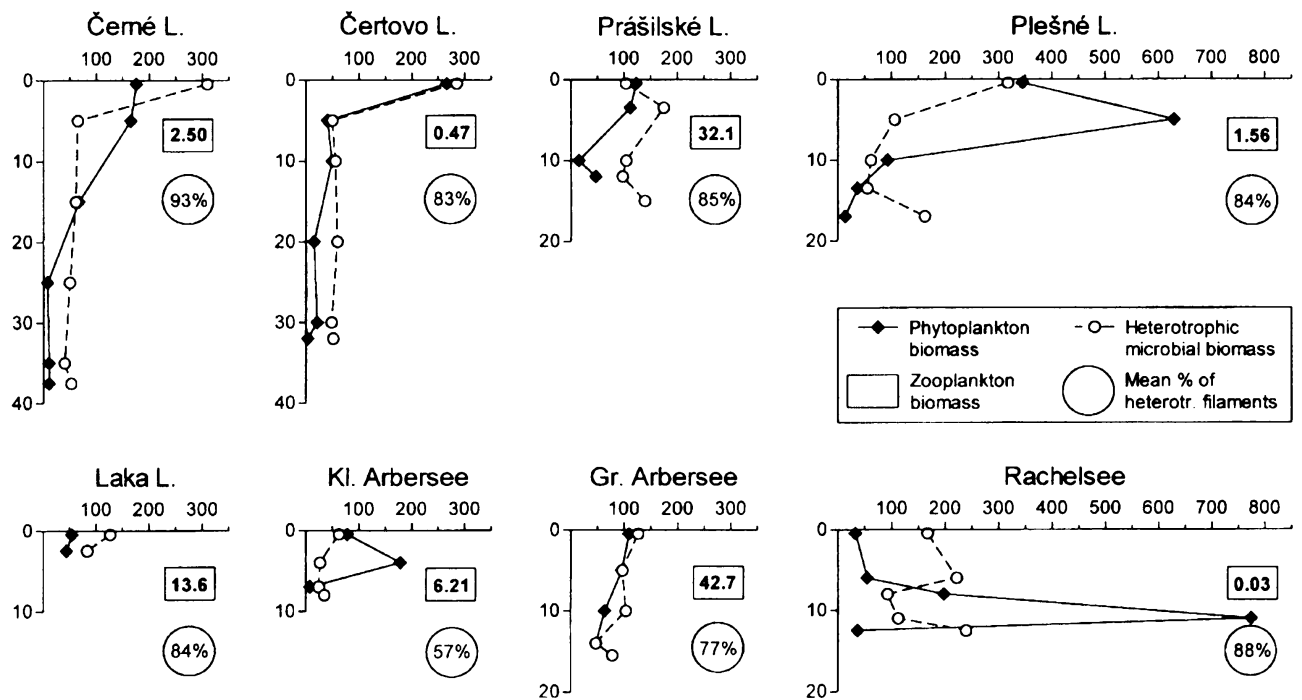 Černé L.
100 200 300
0
10
20
30
40
2.50
93%
Čertovo L.
100 200 300
0
10
20
30
40
0.47
83%
Prášilské L.
100 200 300
0
10
20
32.1
85%
Plešné L.
100 200 300 400 500 600 700 800
0
10
20
1.56
84%
Phytoplankton
biomass
Heterotrophic
microbial biomass
Zooplankton
biomass
Mean % of
heterotr. filaments
Laka L.
100 200 300
0
10
13.6
84%
Kl. Arbersee
100 200 300
0
10
6.21
57%
Gr. Arbersee
100 200 300
0
10
20
42.7
77%
Rachelsee
100 200 300 400 500 600 700 800
0
10
20
0.03
88%